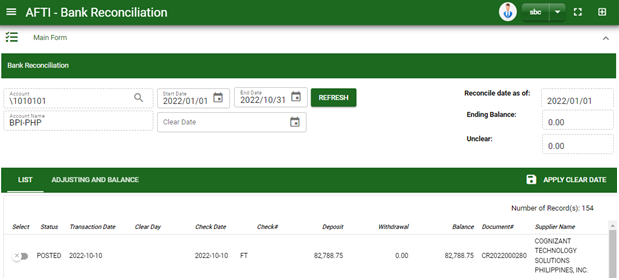 AFTI - Bank Reconciliation
sbc
Main Form
Bank Reconciliation
Account
\1010101
Start Date
2022/01/01
End Date
2022/10/31
REFRESH
Account Name
BPI-PHP
Clear Date
Reconcile date as of:
2022/01/01
Ending Balance:
0.00
Unclear:
0.00
LIST
ADJUSTING AND BALANCE
APPLY CLEAR DATE
Number of Record(s): 154
Select Status Transaction Date Clear Day Check Date Check# Deposit Withdrawal Balance Document# Supplier Name
POSTED 2022-10-10 2022-10-10 FT 82,788.75 0.00 82,788.75 CR2022000280
COGNIZANT
TECHNOLOGY
SOLUTIONS
PHILIPPINES, INC.